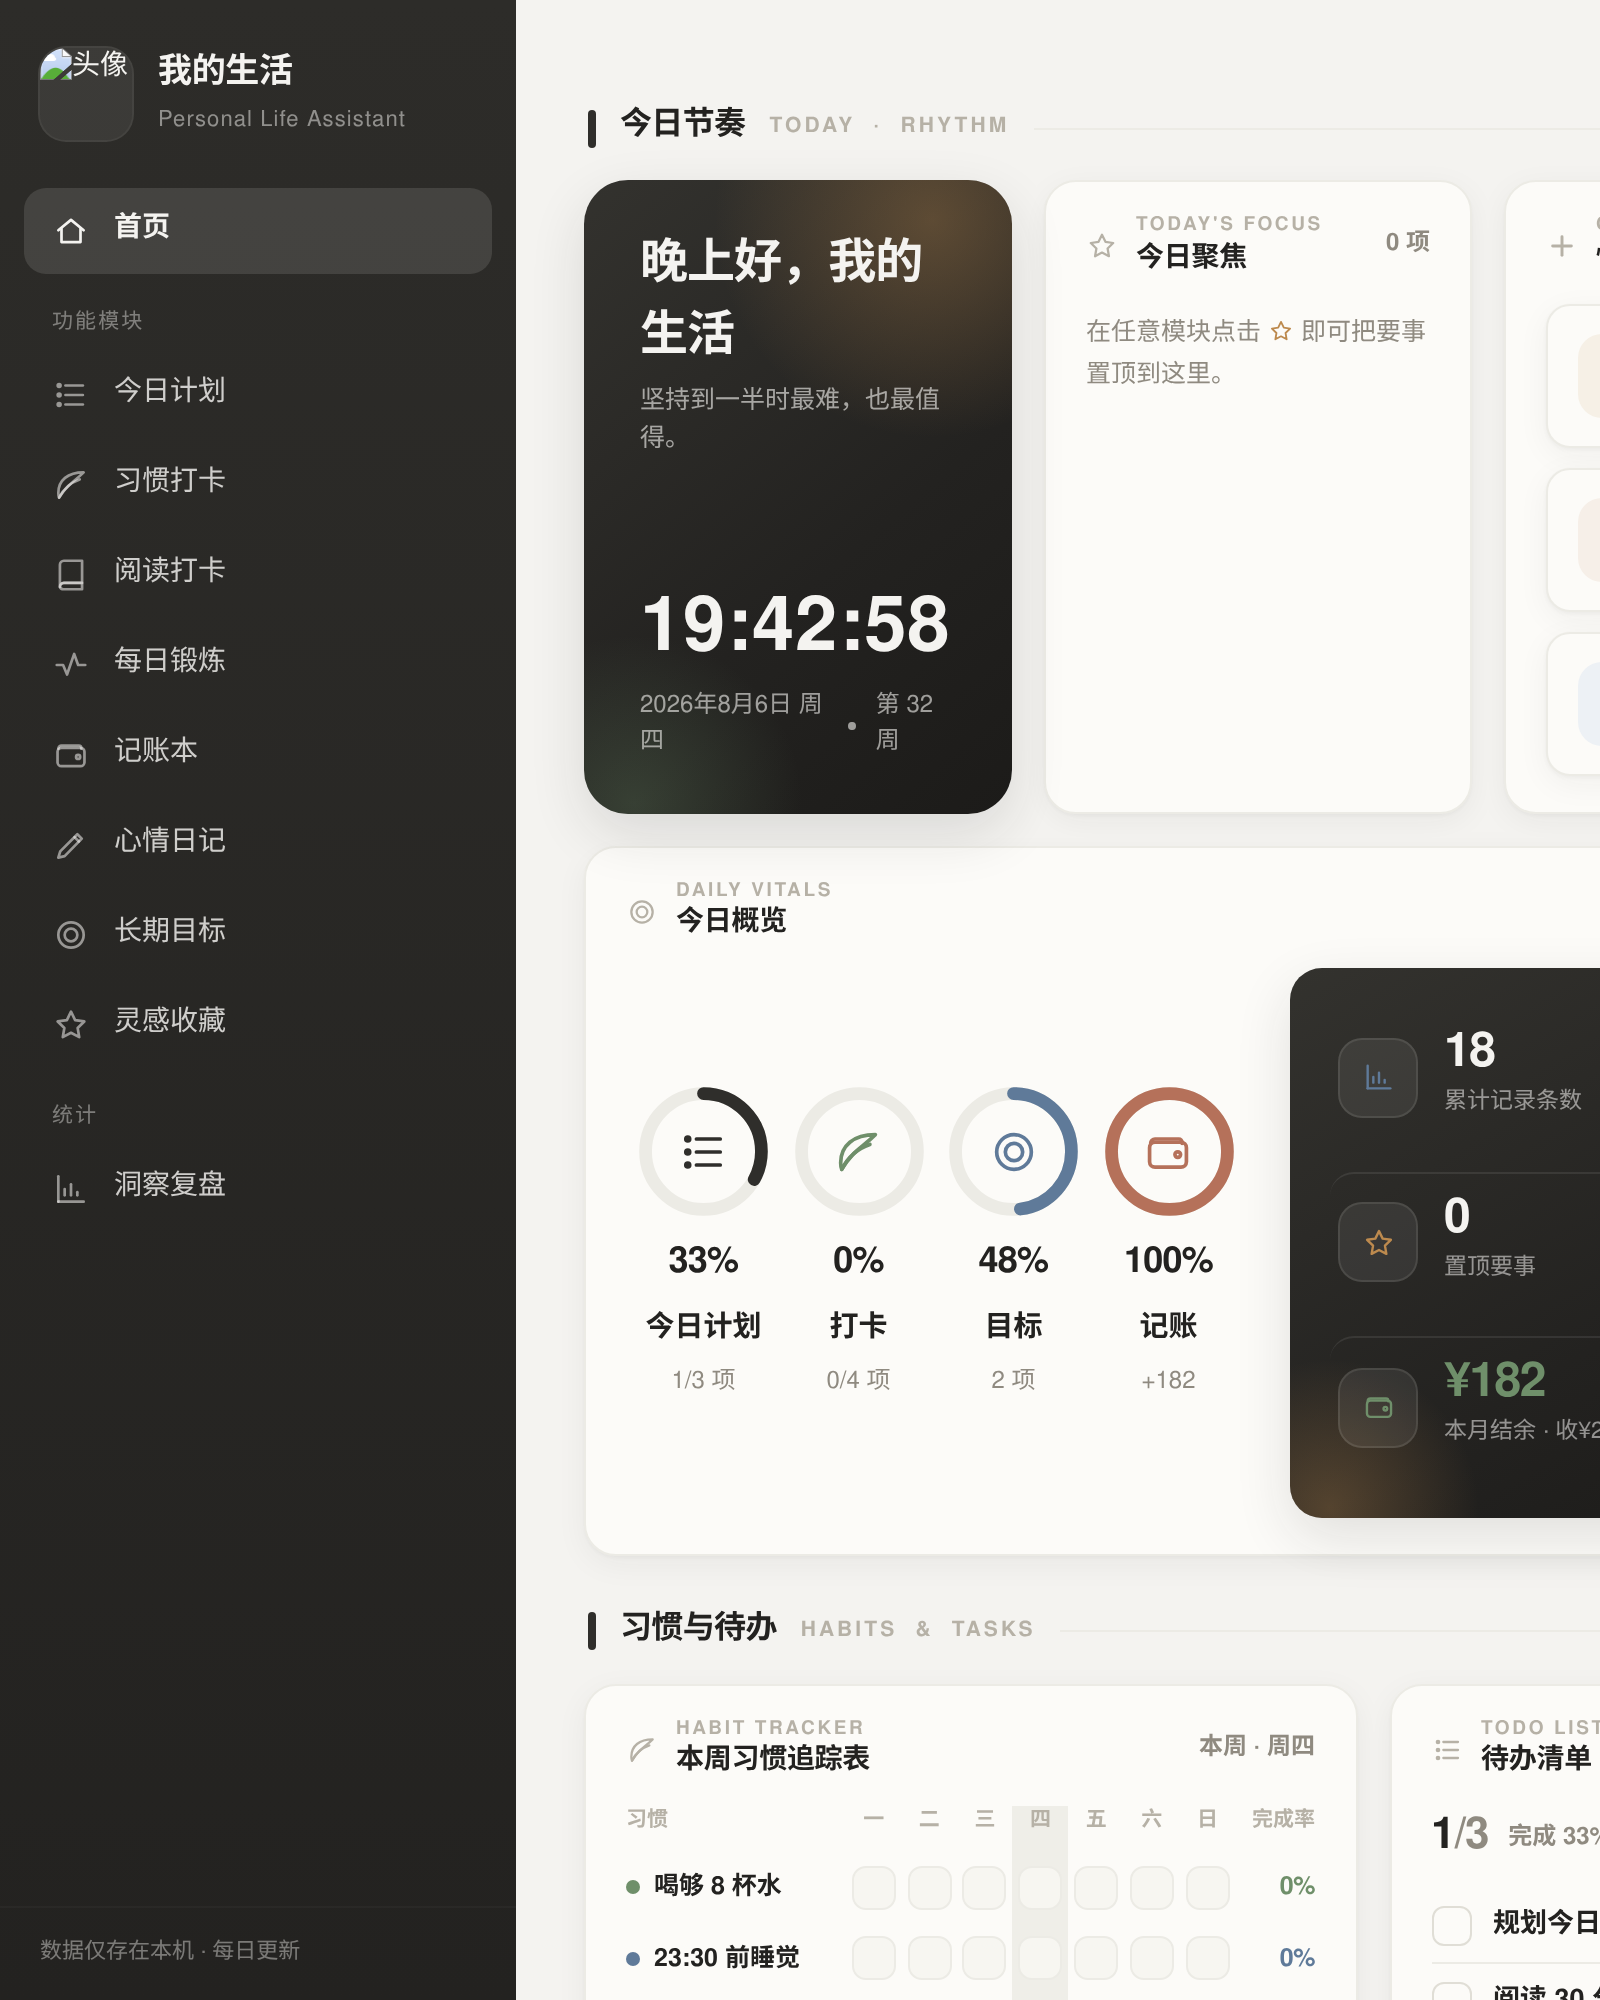 头像
我的生活
Personal Life Assistant
首页
功能模块
今日计划
习惯打卡
阅读打卡
每日锻炼
记账本
心情日记
长期目标
灵感收藏
统计
洞察复盘
数据仅存在本机 · 每日更新
今日节奏 TODAY · RHYTHM
晚上好，我的
生活
坚持到一半时最难，也最值
得。
19:42:58
2026年8月6日 周
四
第 32
周
TODAY'S FOCUS
今日聚焦
0 项
在任意模块点击 ☆ 即可把要事
置顶到这里。
DAILY VITALS
今日概览
33%
今日计划
1/3 项
0%
打卡
0/4 项
48%
目标
2 项
100%
记账
+182
18
累计记录条数
0
置顶要事
¥182
本月结余 · 收¥2
习惯与待办 HABITS & TASKS
HABIT TRACKER
本周习惯追踪表
本周 · 周四
习惯 一 二 三 四 五 六 日 完成率
喝够 8 杯水 0%
23:30 前睡觉 0%
TODO LIST
待办清单
1/3 完成 33%
规划今日
阅读 30